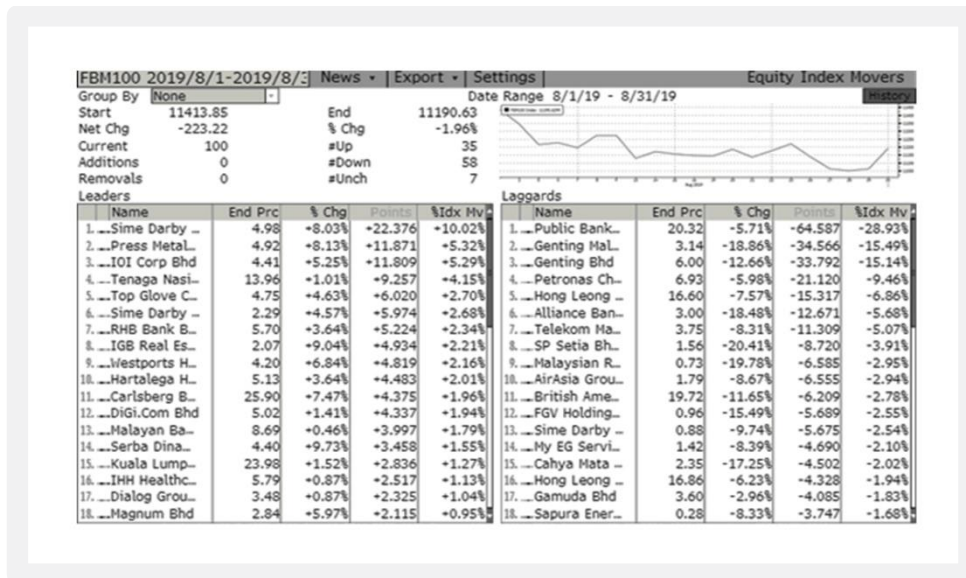 FBM100 2019/8/1-2019/8/3 News Export Settings Equity Index Movers
Group By None Date Range 8/1/19 - 8/31/19 History
Start 11413.85 End 11190.63
Net Chg -223.22 % Chg -1.96%
Current 100 #Up 35
Additions 0 #Down 58
Removals 0 #Unch 7
Leaders Laggards
Name End Prc % Chg Points %Idx Mv Name End Prc % Chg Points %Idx Mv
1. Sime Darby … 4.98 +8.03% +22.376 +10.02% 1. Public Bank… 20.32 -5.71% -64.587 -28.93%
2. Press Metal… 4.92 +8.13% +11.871 +5.32% 2. Genting Mal… 3.14 -18.86% -34.566 -15.49%
3. IOI Corp Bhd 4.41 +5.25% +11.809 +5.29% 3. Genting Bhd 6.00 -12.66% -33.792 -15.14%
4. Tenaga Nasi… 13.96 +1.01% +9.257 +4.15% 4. Petronas Ch… 6.93 -5.98% -21.120 -9.46%
5. Top Glove C… 4.75 +4.63% +6.020 +2.70% 5. Hong Leong … 16.60 -7.57% -15.317 -6.86%
6. Sime Darby … 2.29 +4.57% +5.974 +2.68% 6. Alliance Ban… 3.00 -18.48% -12.671 -5.68%
7. RHB Bank B… 5.70 +3.64% +5.224 +2.34% 7. Telekom Ma… 3.75 -8.31% -11.309 -5.07%
8. IGB Real Es… 2.07 +9.04% +4.934 +2.21% 8. SP Setia Bh… 1.56 -20.41% -8.720 -3.91%
9. Westports H… 4.20 +6.84% +4.819 +2.16% 9. Malaysian R… 0.73 -19.78% -6.585 -2.95%
10. Hartalega H… 5.13 +3.64% +4.483 +2.01% 10. AirAsia Grou… 1.79 -8.67% -6.555 -2.94%
11. Carlsberg B… 25.90 +7.47% +4.375 +1.96% 11. British Ame… 19.72 -11.65% -6.209 -2.78%
12. DiGi.Com Bhd 5.02 +1.41% +4.337 +1.94% 12. FGV Holding… 0.96 -15.49% -5.689 -2.55%
13. Malayan Ba… 8.69 +0.46% +3.997 +1.79% 13. Sime Darby … 0.88 -9.74% -5.675 -2.54%
14. Serba Dina… 4.40 +9.73% +3.458 +1.55% 14. My EG Servi… 1.42 -8.39% -4.690 -2.10%
15. Kuala Lump… 23.98 +1.52% +2.836 +1.27% 15. Cahya Mata … 2.35 -17.25% -4.502 -2.02%
16. IHH Healthc… 5.79 +0.87% +2.517 +1.13% 16. Hong Leong … 16.86 -6.23% -4.328 -1.94%
17. Dialog Grou… 3.48 +0.87% +2.325 +1.04% 17. Gamuda Bhd 3.60 -2.96% -4.085 -1.83%
18. Magnum Bhd 2.84 +5.97% +2.115 +0.95% 18. Sapura Ener… 0.28 -8.33% -3.747 -1.68%